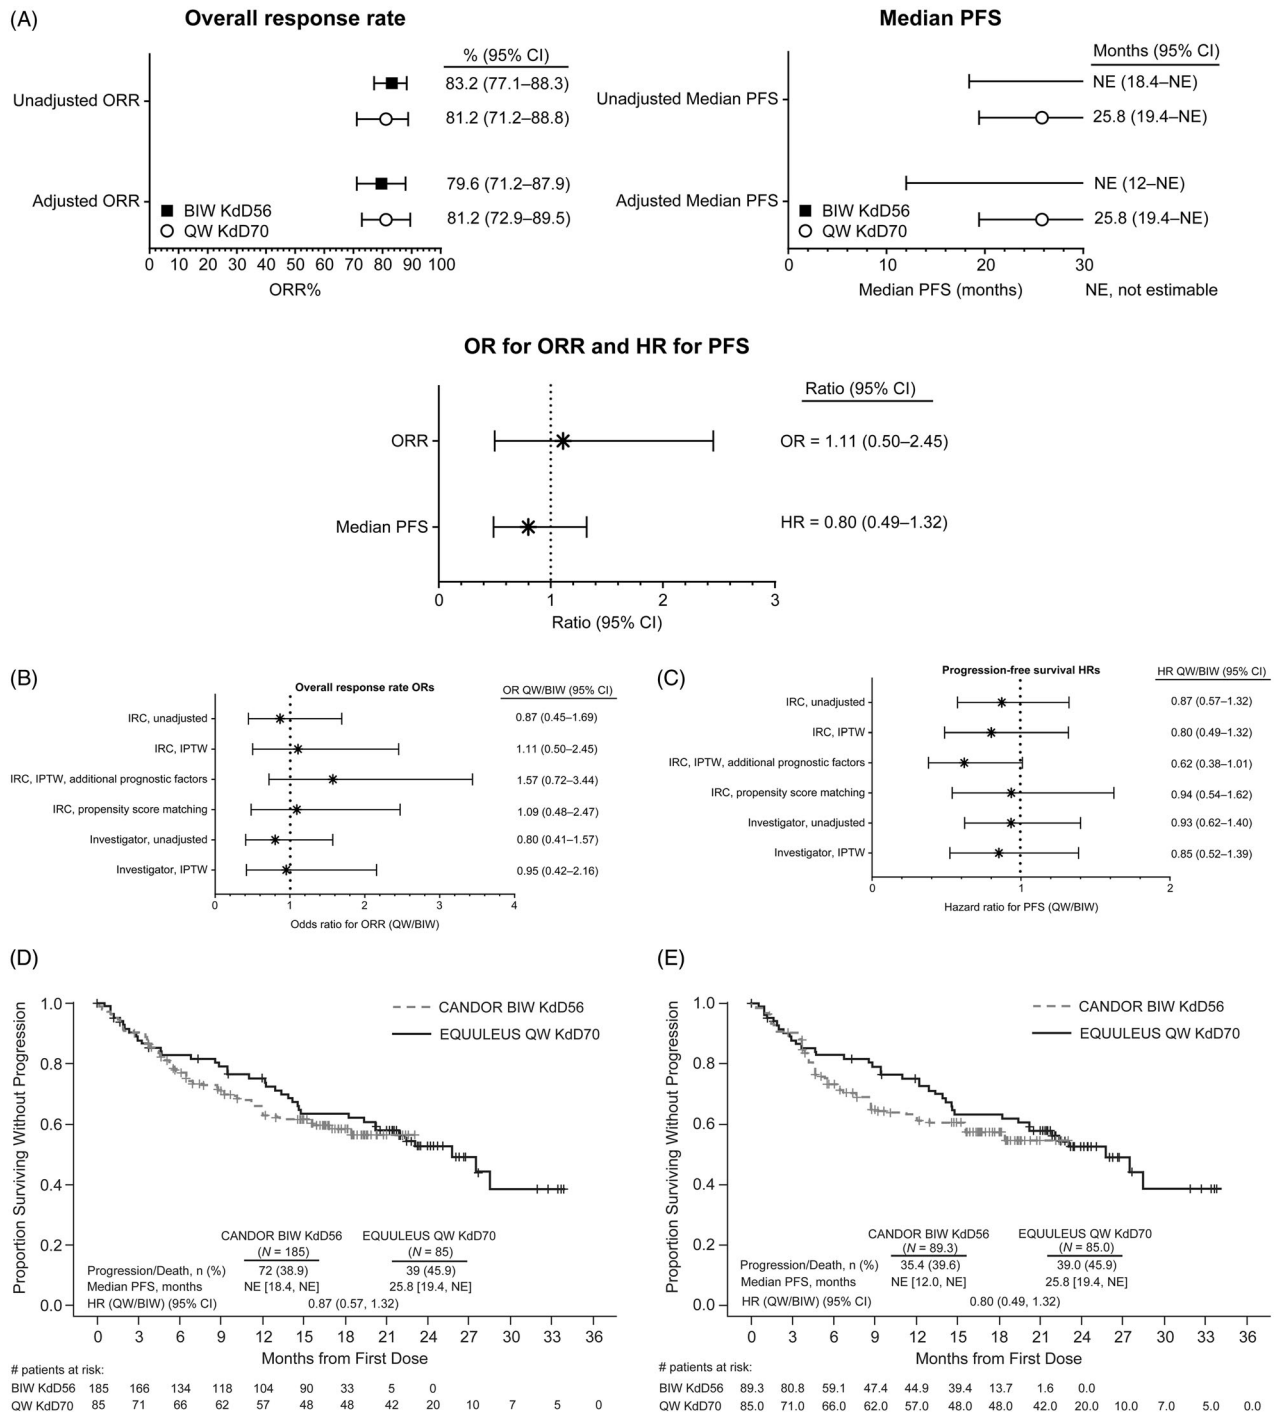 (A)
Overall response rate
% (95% CI)
Unadjusted ORR
83.2 (77.1–88.3)
81.2 (71.2–88.8)
Adjusted ORR
79.6 (71.2–87.9)
81.2 (72.9–89.5)
BIW KdD56
QW KdD70
0 10 20 30 40 50 60 70 80 90 100
ORR%
Median PFS
Months (95% CI)
Unadjusted Median PFS
NE (18.4–NE)
25.8 (19.4–NE)
Adjusted Median PFS
NE (12–NE)
25.8 (19.4–NE)
BIW KdD56
QW KdD70
0 10 20 30
Median PFS (months)
NE, not estimable
OR for ORR and HR for PFS
Ratio (95% CI)
ORR
OR = 1.11 (0.50–2.45)
Median PFS
HR = 0.80 (0.49–1.32)
0 1 2 3
Ratio (95% CI)
(B)
Overall response rate ORs
OR QW/BIW (95% CI)
IRC, unadjusted
0.87 (0.45–1.69)
IRC, IPTW
1.11 (0.50–2.45)
IRC, IPTW, additional prognostic factors
1.57 (0.72–3.44)
IRC, propensity score matching
1.09 (0.48–2.47)
Investigator, unadjusted
0.80 (0.41–1.57)
Investigator, IPTW
0.95 (0.42–2.16)
0 1 2 3 4
Odds ratio for ORR (QW/BIW)
(C)
Progression-free survival HRs
HR QW/BIW (95% CI)
IRC, unadjusted
0.87 (0.57–1.32)
IRC, IPTW
0.80 (0.49–1.32)
IRC, IPTW, additional prognostic factors
0.62 (0.38–1.01)
IRC, propensity score matching
0.94 (0.54–1.62)
Investigator, unadjusted
0.93 (0.62–1.40)
Investigator, IPTW
0.85 (0.52–1.39)
0 1 2
Hazard ratio for PFS (QW/BIW)
(D)
Proportion Surviving Without Progression
1.0
0.8
0.6
0.4
0.2
0.0
CANDOR BIW KdD56
EQUULEUS QW KdD70
CANDOR BIW KdD56 EQUULEUS QW KdD70
(N = 185) (N = 85)
Progression/Death, n (%) 72 (38.9) 39 (45.9)
Median PFS, months NE [18.4, NE] 25.8 [19.4, NE]
HR (QW/BIW) (95% CI) 0.87 (0.57, 1.32)
0 3 6 9 12 15 18 21 24 27 30 33 36
Months from First Dose
# patients at risk:
BIW KdD56 185 166 134 118 104 90 33 5 0
QW KdD70 85 71 66 62 57 48 48 42 20 10 7 5 0
(E)
Proportion Surviving Without Progression
1.0
0.8
0.6
0.4
0.2
0.0
CANDOR BIW KdD56
EQUULEUS QW KdD70
CANDOR BIW KdD56 EQUULEUS QW KdD70
(N = 89.3) (N = 85.0)
Progression/Death, n (%) 35.4 (39.6) 39.0 (45.9)
Median PFS, months NE [12.0, NE] 25.8 [19.4, NE]
HR (QW/BIW) (95% CI) 0.80 (0.49, 1.32)
0 3 6 9 12 15 18 21 24 27 30 33 36
Months from First Dose
# patients at risk:
BIW KdD56 89.3 80.8 59.1 47.4 44.9 39.4 13.7 1.6 0.0
QW KdD70 85.0 71.0 66.0 62.0 57.0 48.0 48.0 42.0 20.0 10.0 7.0 5.0 0.0